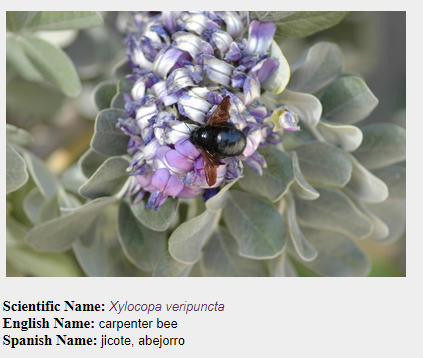 Scientific Name: Xylocopa veripuncta
English Name: carpenter bee
Spanish Name: jicote, abejorro